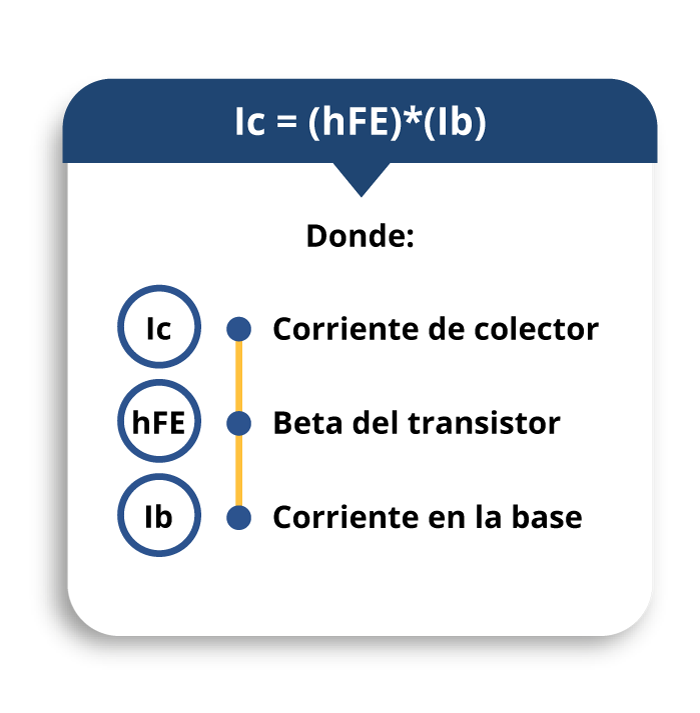 Ic = (hFE)*(Ib)
Donde:
Ic Corriente de colector
hFE Beta del transistor
Ib Corriente en la base